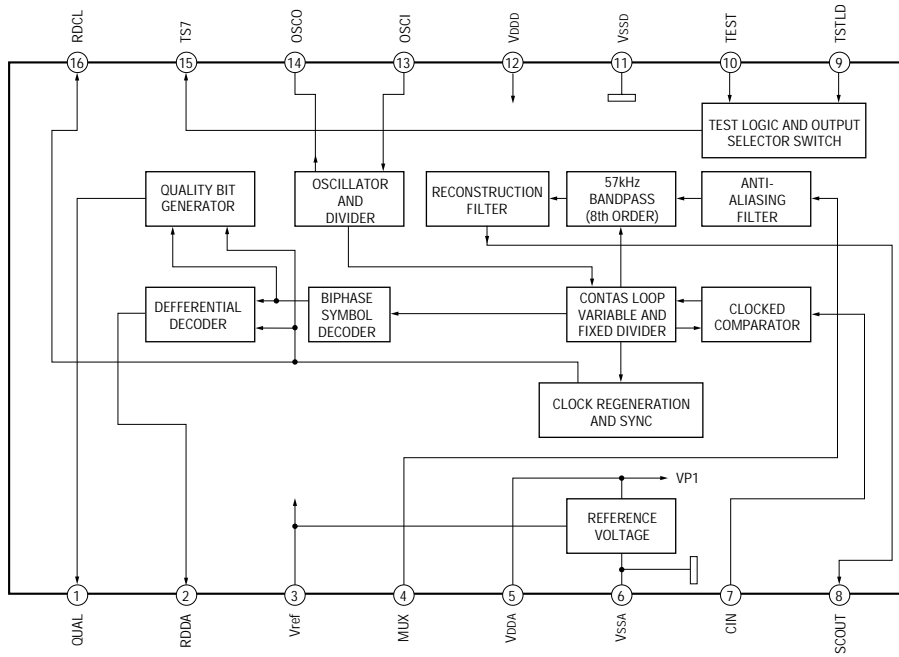 RDCL
TS7
OSCO
OSCI
VDDD
VSSD
TEST
TSTLD
16
15
14
13
12
11
10
9
TEST LOGIC AND OUTPUT
SELECTOR SWITCH
QUALITY BIT
GENERATOR
OSCILLATOR
AND
DIVIDER
RECONSTRUCTION
FILTER
57kHz
BANDPASS
(8th ORDER)
ANTI-
ALIASING
FILTER
DEFFERENTIAL
DECODER
BIPHASE
SYMBOL
DECODER
CONTAS LOOP
VARIABLE AND
FIXED DIVIDER
CLOCKED
COMPARATOR
CLOCK REGENERATION
AND SYNC
VP1
REFERENCE
VOLTAGE
1
2
3
4
5
6
7
8
QUAL
RDDA
Vref
MUX
VDDA
VSSA
CIN
SCOUT